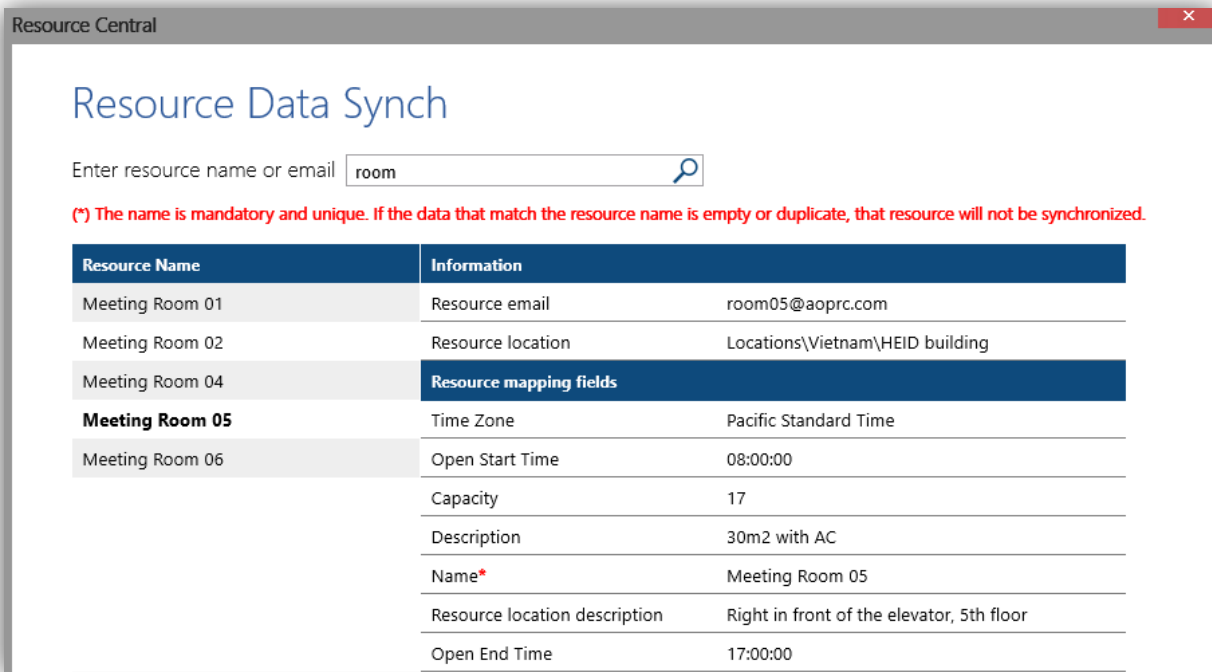 Resource Central
Resource Data Synch
Enter resource name or email room
(*) The name is mandatory and unique. If the data that match the resource name is empty or duplicate, that resource will not be synchronized.
Resource Name Information
Meeting Room 01 Resource email room05@aoprc.com
Meeting Room 02 Resource location Locations\Vietnam\HEID building
Meeting Room 04 Resource mapping fields
Meeting Room 05 Time Zone Pacific Standard Time
Meeting Room 06 Open Start Time 08:00:00
Capacity 17
Description 30m2 with AC
Name* Meeting Room 05
Resource location description Right in front of the elevator, 5th floor
Open End Time 17:00:00